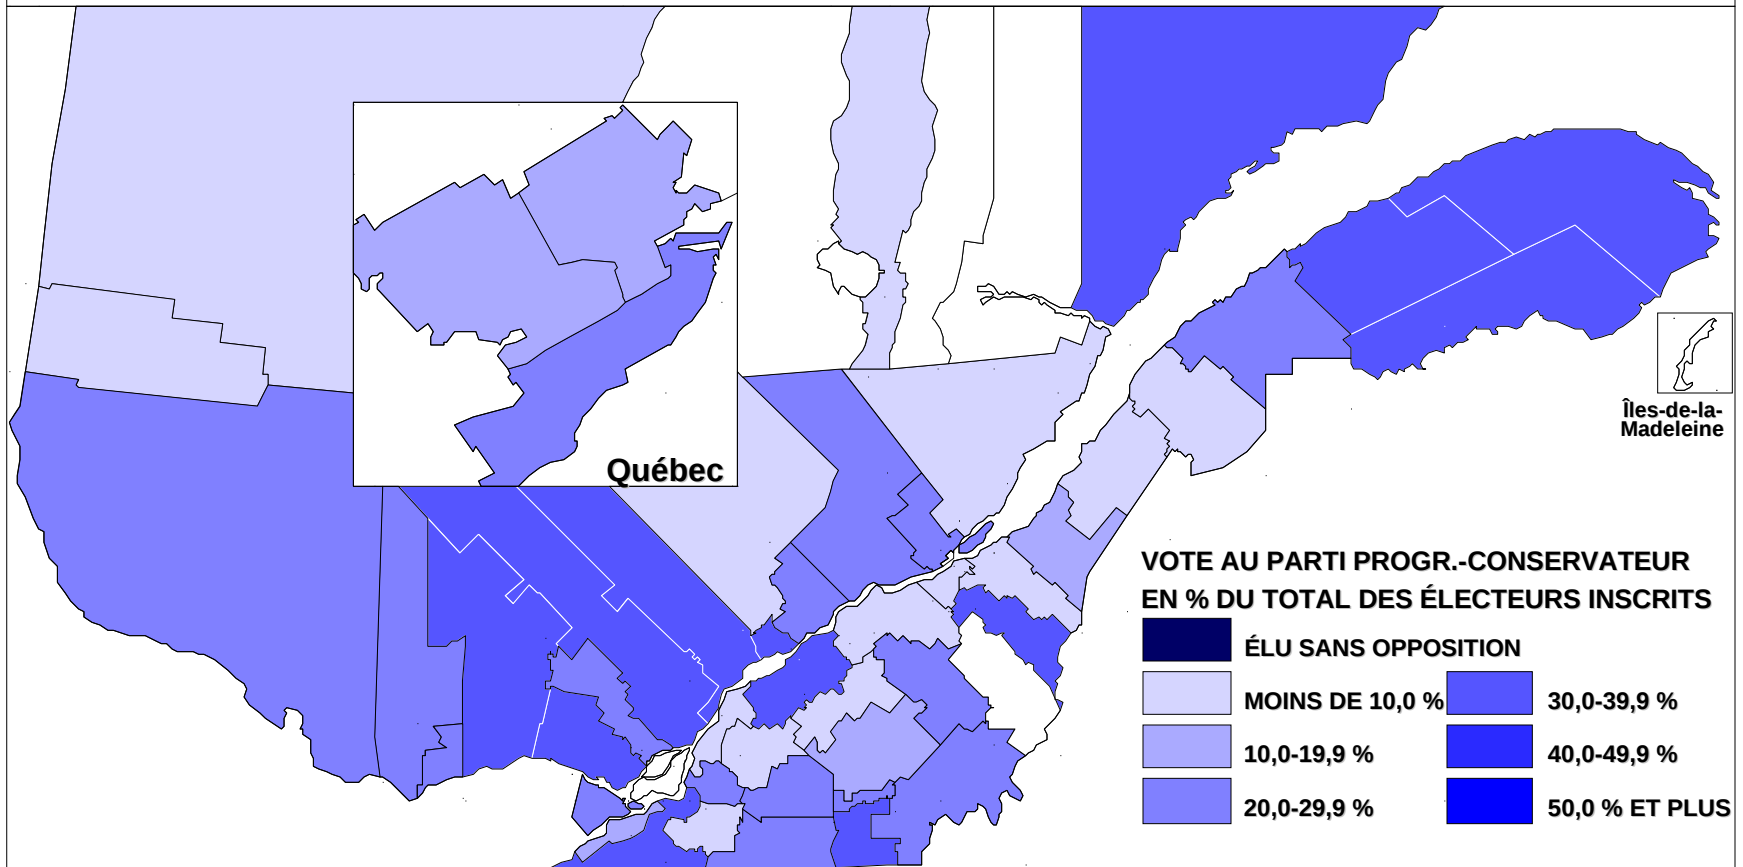 Québec
Îles-de-la-
Madeleine
VOTE AU PARTI PROGR.-CONSERVATEUR
EN % DU TOTAL DES ÉLECTEURS INSCRITS
ÉLU SANS OPPOSITION
MOINS DE 10,0 %
30,0-39,9 %
10,0-19,9 %
40,0-49,9 %
20,0-29,9 %
50,0 % ET PLUS